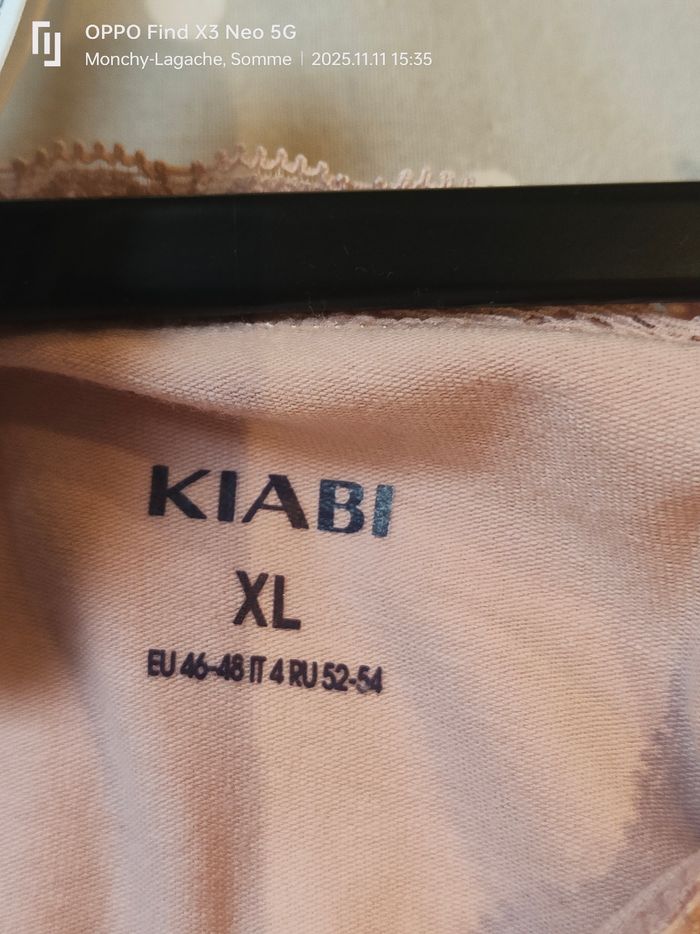 OPPO Find X3 Neo 5G
Monchy-Lagache, Somme | 2025.11.11 15:35
KIABI
XL
EU 46-48 IT 4 RU 52-54